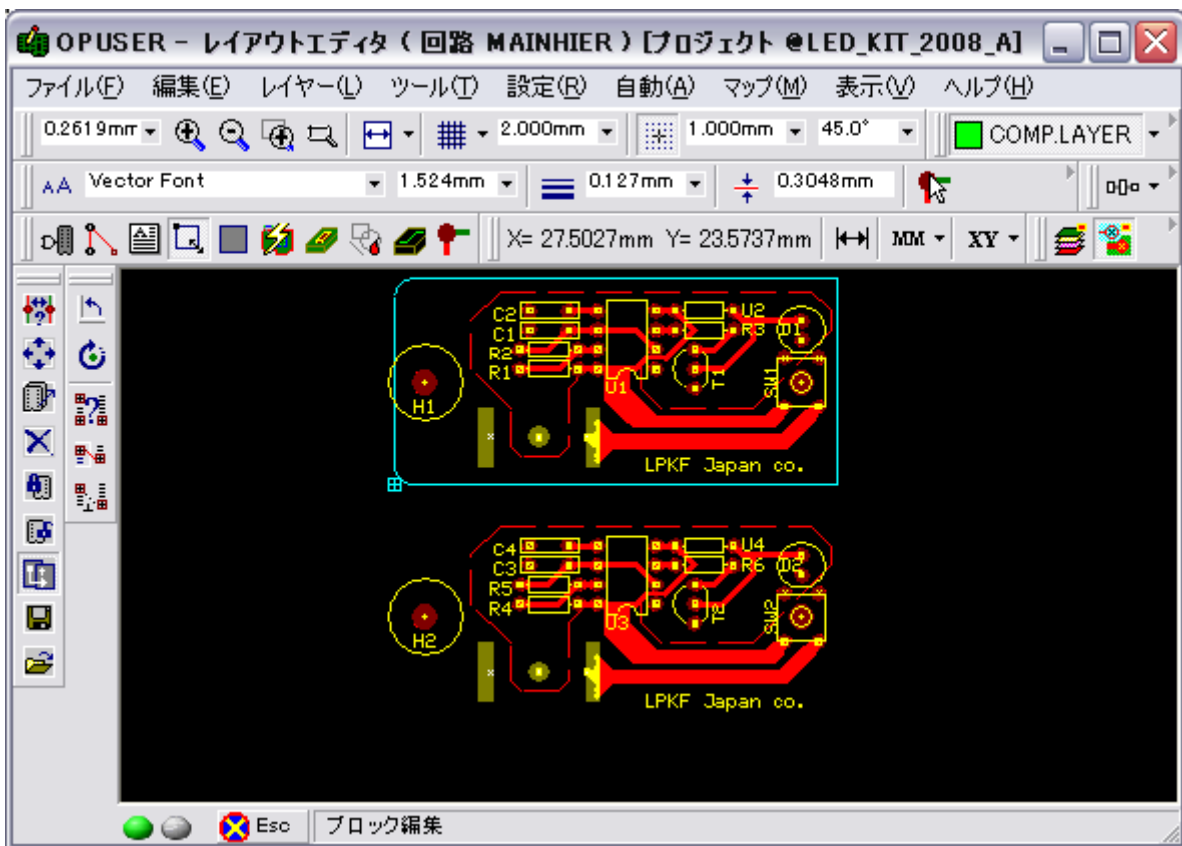 OPUSER - レイアウトエディタ ( 回路 MAINHIER ) [プロジェクト @LED_KIT_2008_A]
ファイル(F) 編集(E) レイヤー(L) ツール(T) 設定(R) 自動(A) マップ(M) 表示(V) ヘルプ(H)
0.2619mm 2.000mm 1.000mm 45.0° COMP.LAYER
AA Vector Font 1.524mm 0.127mm 0.3048mm
X= 27.5027mm Y= 23.5737mm MM XY
C2 U2
C1 R3 D1
R2
R1 U1 T1 SW1
H1
LPKF Japan co.
C4 U4
C3 R6 D2
R5
R4 U3 T2 SW2
H2
LPKF Japan co.
Esc ブロック編集